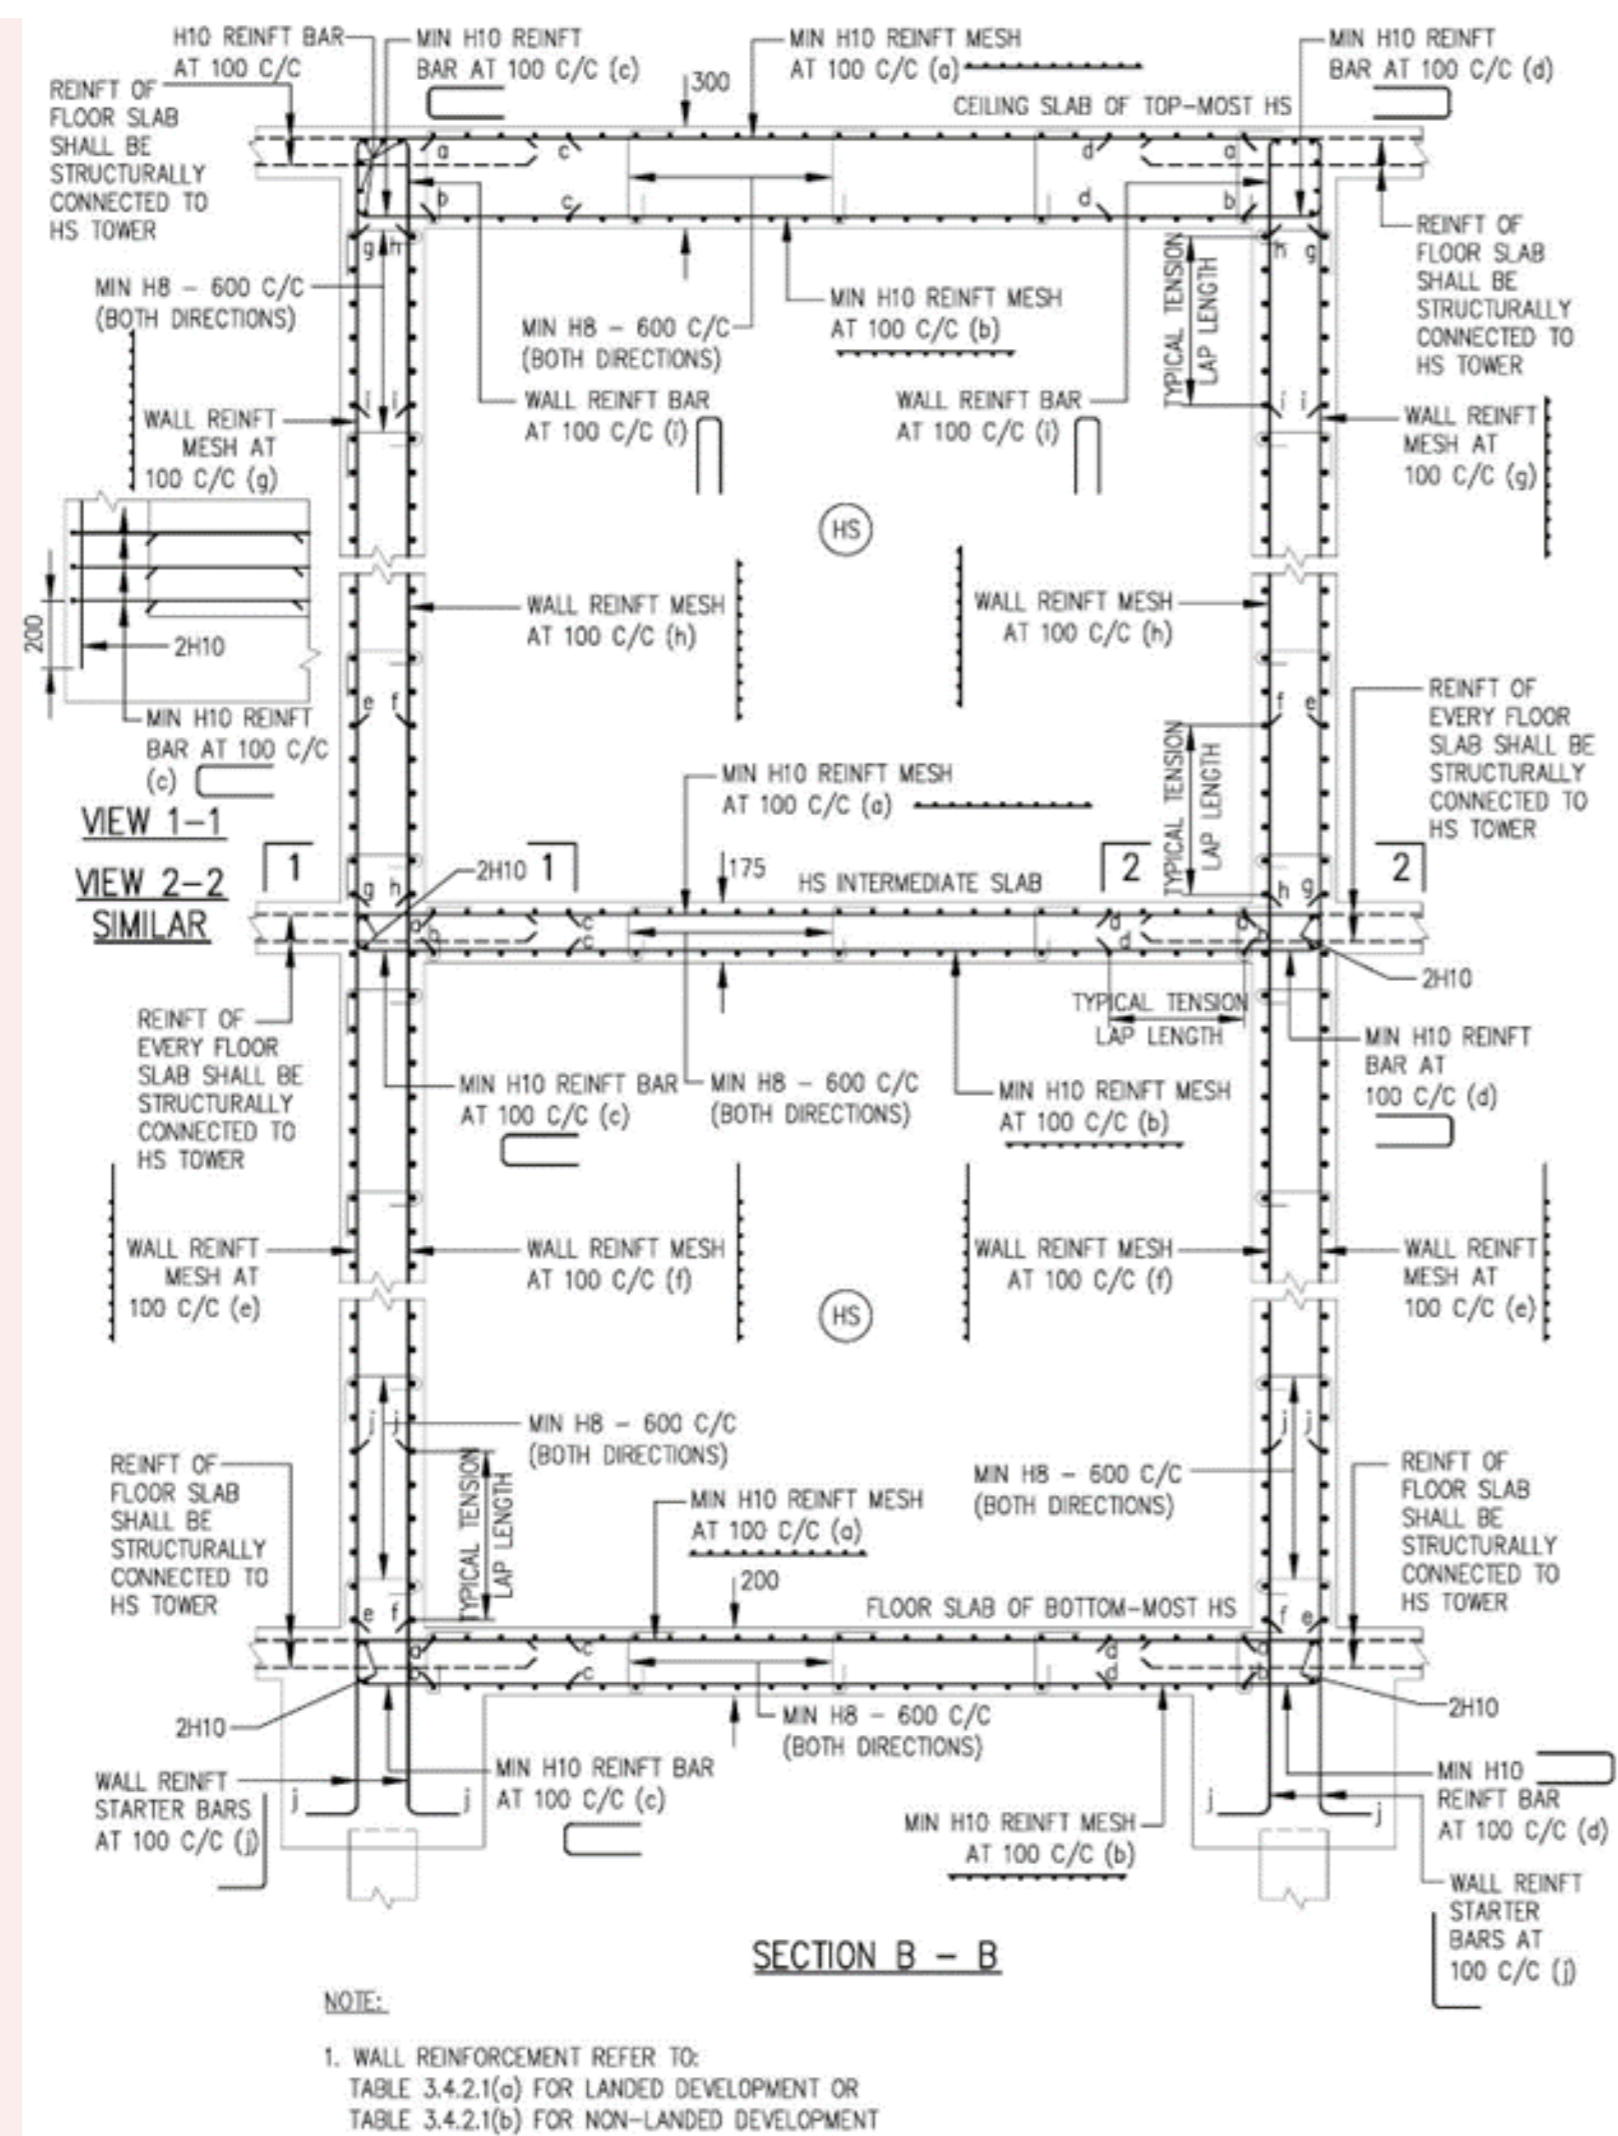 H10 REINFT BAR
AT 100 C/C
MIN H10 REINFT
BAR AT 100 C/C (c)
MIN H10 REINFT MESH
AT 100 C/C (a)
MIN H10 REINFT
BAR AT 100 C/C (d)
REINFT OF
FLOOR SLAB
SHALL BE
STRUCTURALLY
CONNECTED TO
HS TOWER
300
CEILING SLAB OF TOP-MOST HS
a
c
d
a
b
c
d
b
g h
h g
REINFT OF
FLOOR SLAB
SHALL BE
STRUCTURALLY
CONNECTED TO
HS TOWER
MIN H8 - 600 C/C
(BOTH DIRECTIONS)
MIN H8 - 600 C/C
(BOTH DIRECTIONS)
MIN H10 REINFT MESH
AT 100 C/C (b)
TYPICAL TENSION
LAP LENGTH
i i
i i
WALL REINFT
MESH AT
100 C/C (g)
WALL REINFT BAR
AT 100 C/C (i)
WALL REINFT BAR
AT 100 C/C (i)
WALL REINFT
MESH AT
100 C/C (g)
HS
200
2H10
MIN H10 REINFT
BAR AT 100 C/C
(c)
WALL REINFT MESH
AT 100 C/C (h)
WALL REINFT MESH
AT 100 C/C (h)
e f
f e
REINFT OF
EVERY FLOOR
SLAB SHALL BE
STRUCTURALLY
CONNECTED TO
HS TOWER
TYPICAL TENSION
LAP LENGTH
MIN H10 REINFT MESH
AT 100 C/C (a)
VIEW 1-1
VIEW 2-2
SIMILAR
1
1
2
2
2H10
175
HS INTERMEDIATE SLAB
g h
h g
a
c
d
c
d
2H10
TYPICAL TENSION
LAP LENGTH
REINFT OF
EVERY FLOOR
SLAB SHALL BE
STRUCTURALLY
CONNECTED TO
HS TOWER
MIN H10 REINFT BAR
AT 100 C/C (c)
MIN H8 - 600 C/C
(BOTH DIRECTIONS)
MIN H10 REINFT MESH
AT 100 C/C (b)
MIN H10 REINFT
BAR AT
100 C/C (d)
WALL REINFT
MESH AT
100 C/C (e)
WALL REINFT MESH
AT 100 C/C (f)
WALL REINFT MESH
AT 100 C/C (f)
WALL REINFT
MESH AT
100 C/C (e)
HS
j j
j j
MIN H8 - 600 C/C
(BOTH DIRECTIONS)
MIN H8 - 600 C/C
(BOTH DIRECTIONS)
REINFT OF
FLOOR SLAB
SHALL BE
STRUCTURALLY
CONNECTED TO
HS TOWER
TYPICAL TENSION
LAP LENGTH
MIN H10 REINFT MESH
AT 100 C/C (a)
REINFT OF
FLOOR SLAB
SHALL BE
STRUCTURALLY
CONNECTED TO
HS TOWER
200
FLOOR SLAB OF BOTTOM-MOST HS
e f
f e
a
c
d
c
d
2H10
MIN H8 - 600 C/C
(BOTH DIRECTIONS)
2H10
WALL REINFT
STARTER BARS
AT 100 C/C (j)
j
j
MIN H10 REINFT BAR
AT 100 C/C (c)
MIN H10 REINFT MESH
AT 100 C/C (b)
j
j
MIN H10
REINFT BAR
AT 100 C/C (d)
WALL REINFT
STARTER
BARS AT
100 C/C (j)
SECTION B - B
NOTE:
1. WALL REINFORCEMENT REFER TO:
TABLE 3.4.2.1(a) FOR LANDED DEVELOPMENT OR
TABLE 3.4.2.1(b) FOR NON-LANDED DEVELOPMENT